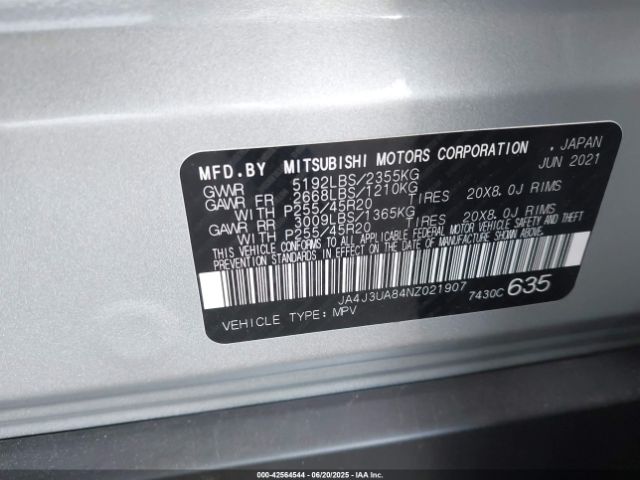 MFD.BY MITSUBISHI MOTORS CORPORATION , JAPAN
JUN 2021
GVWR 5192LBS/2355KG
GAWR FR 2668LBS/1210KG
WITH P255/45R20 TIRES 20X8.0J RIMS
GAWR RR 3009LBS/1365KG
WITH P255/45R20 TIRES 20X8.0J RIMS
THIS VEHICLE CONFORMS TO ALL APPLICABLE FEDERAL MOTOR VEHICLE SAFETY AND THEFT
PREVENTION STANDARDS IN EFFECT ON THE DATE OF MANUFACTURE SHOWN ABOVE.
JA4J3UA84NZ021907 7430C 635
VEHICLE TYPE: MPV
000-42564544 | 06/20/2025 | IAA Inc.